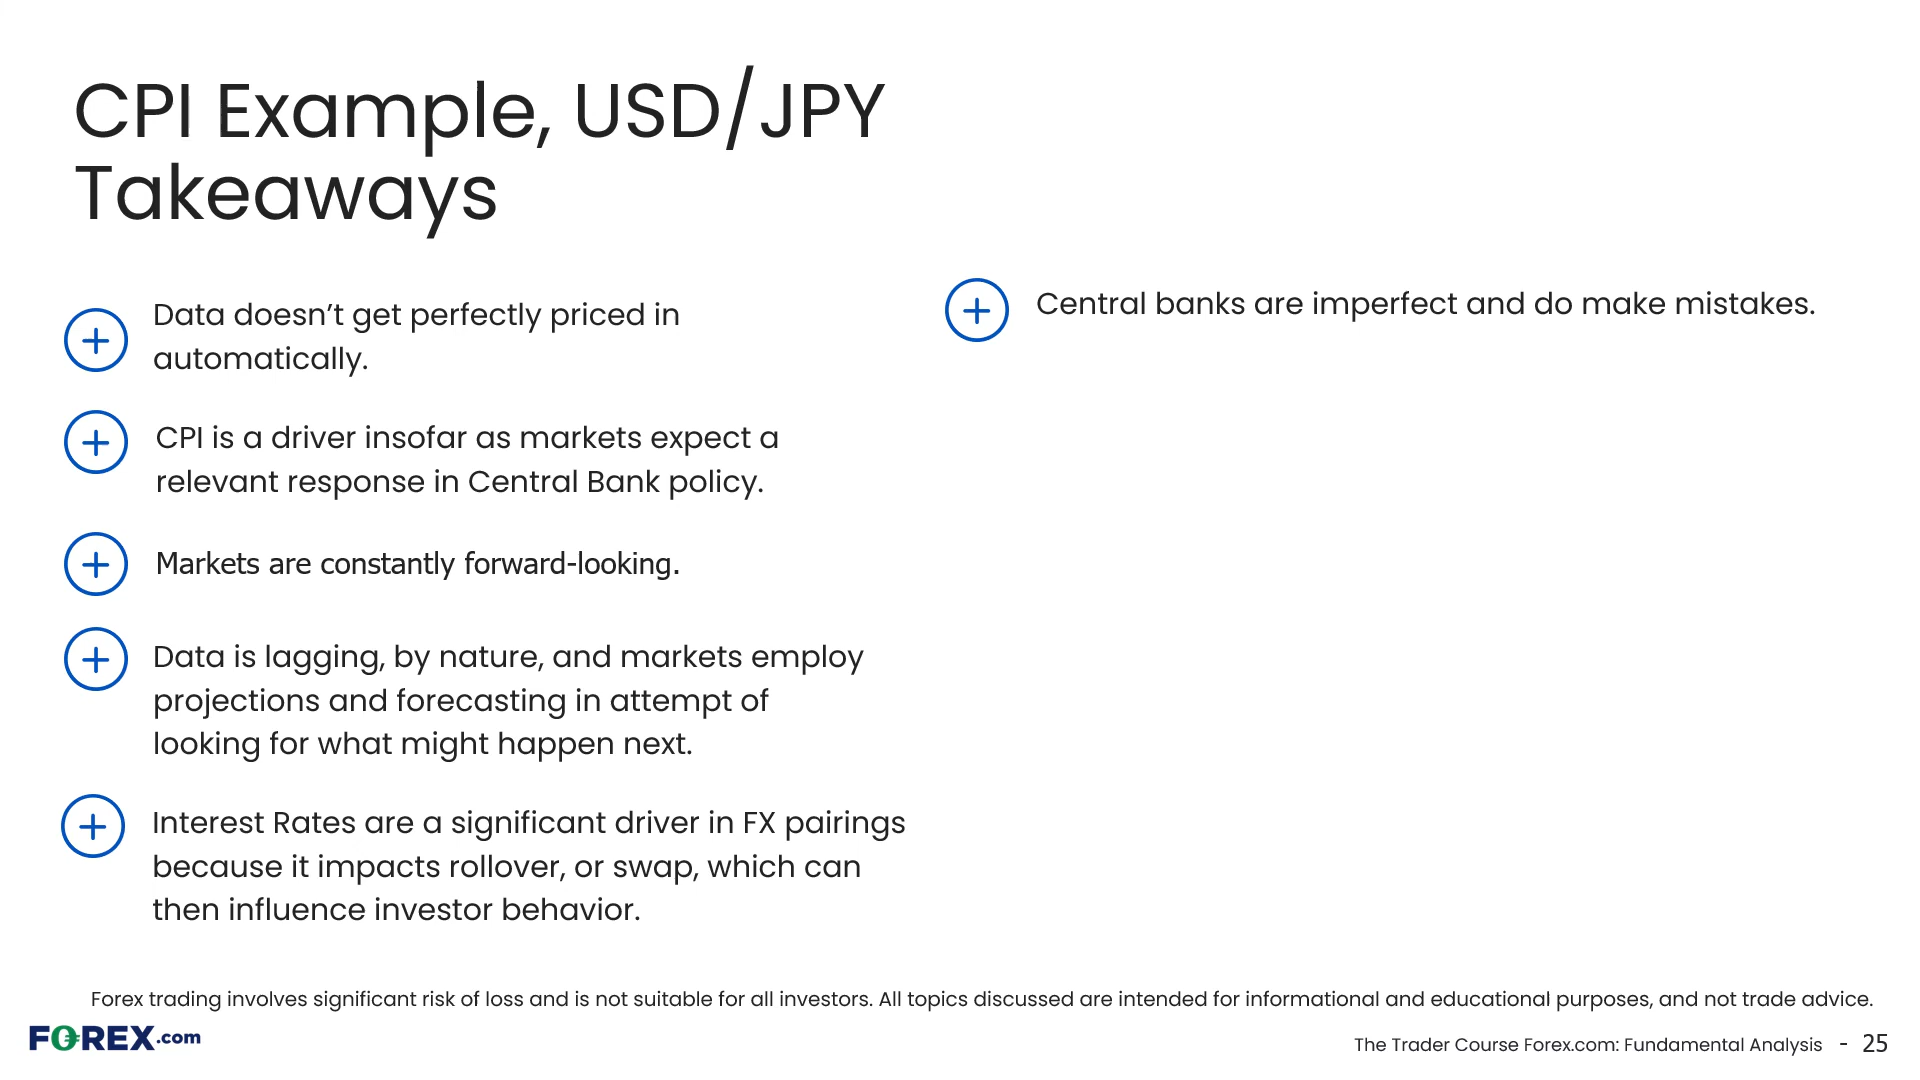 CPI Example, USD/JPY
Takeaways
Data doesn’t get perfectly priced in
automatically.
CPI is a driver insofar as markets expect a
relevant response in Central Bank policy.
Markets are constantly forward-looking.
Data is lagging, by nature, and markets employ
projections and forecasting in attempt of
looking for what might happen next.
Interest Rates are a significant driver in FX pairings
because it impacts rollover, or swap, which can
then influence investor behavior.
Central banks are imperfect and do make mistakes.
Forex trading involves significant risk of loss and is not suitable for all investors. All topics discussed are intended for informational and educational purposes, and not trade advice.
FOREX.com
The Trader Course Forex.com: Fundamental Analysis - 25